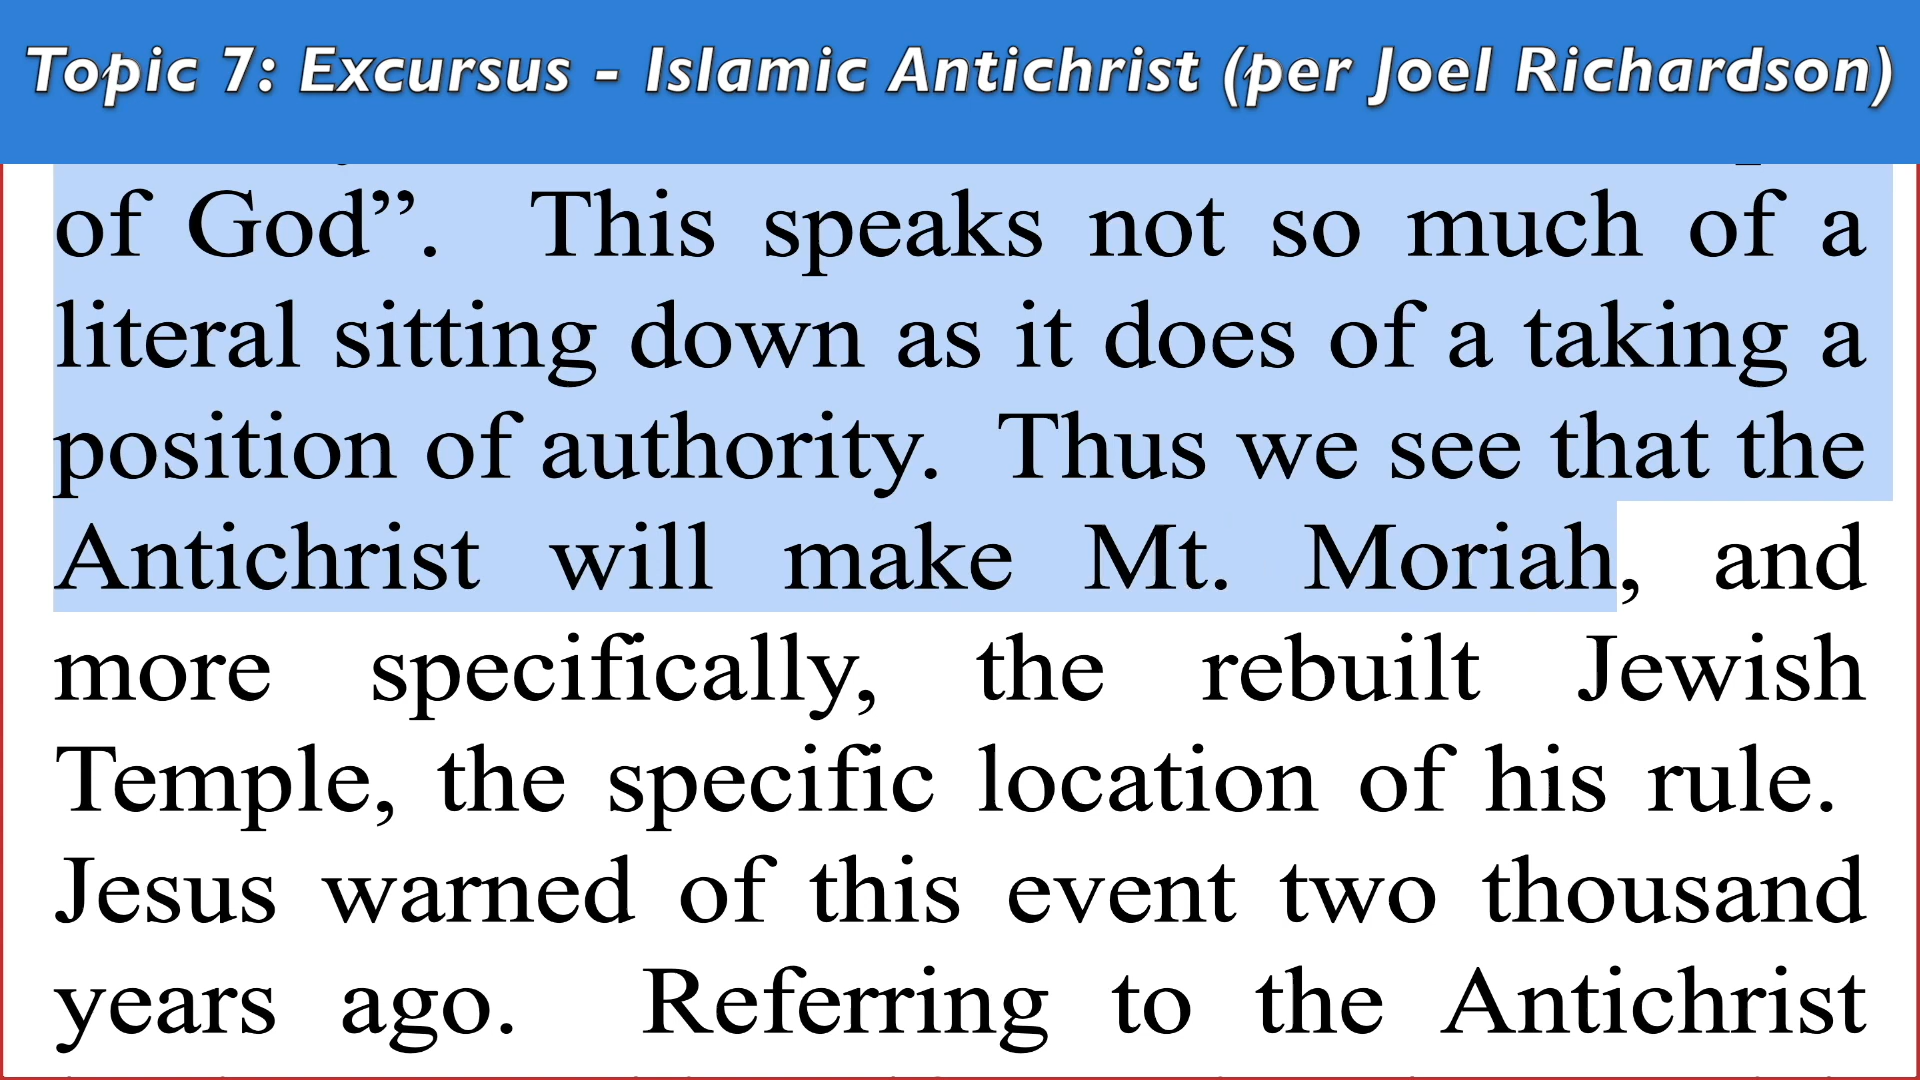 Topic 7: Excursus - Islamic Antichrist (per Joel Richardson)
of God”. This speaks not so much of a
literal sitting down as it does of a taking a
position of authority. Thus we see that the
Antichrist will make Mt. Moriah, and
more specifically, the rebuilt Jewish
Temple, the specific location of his rule.
Jesus warned of this event two thousand
years ago. Referring to the Antichrist